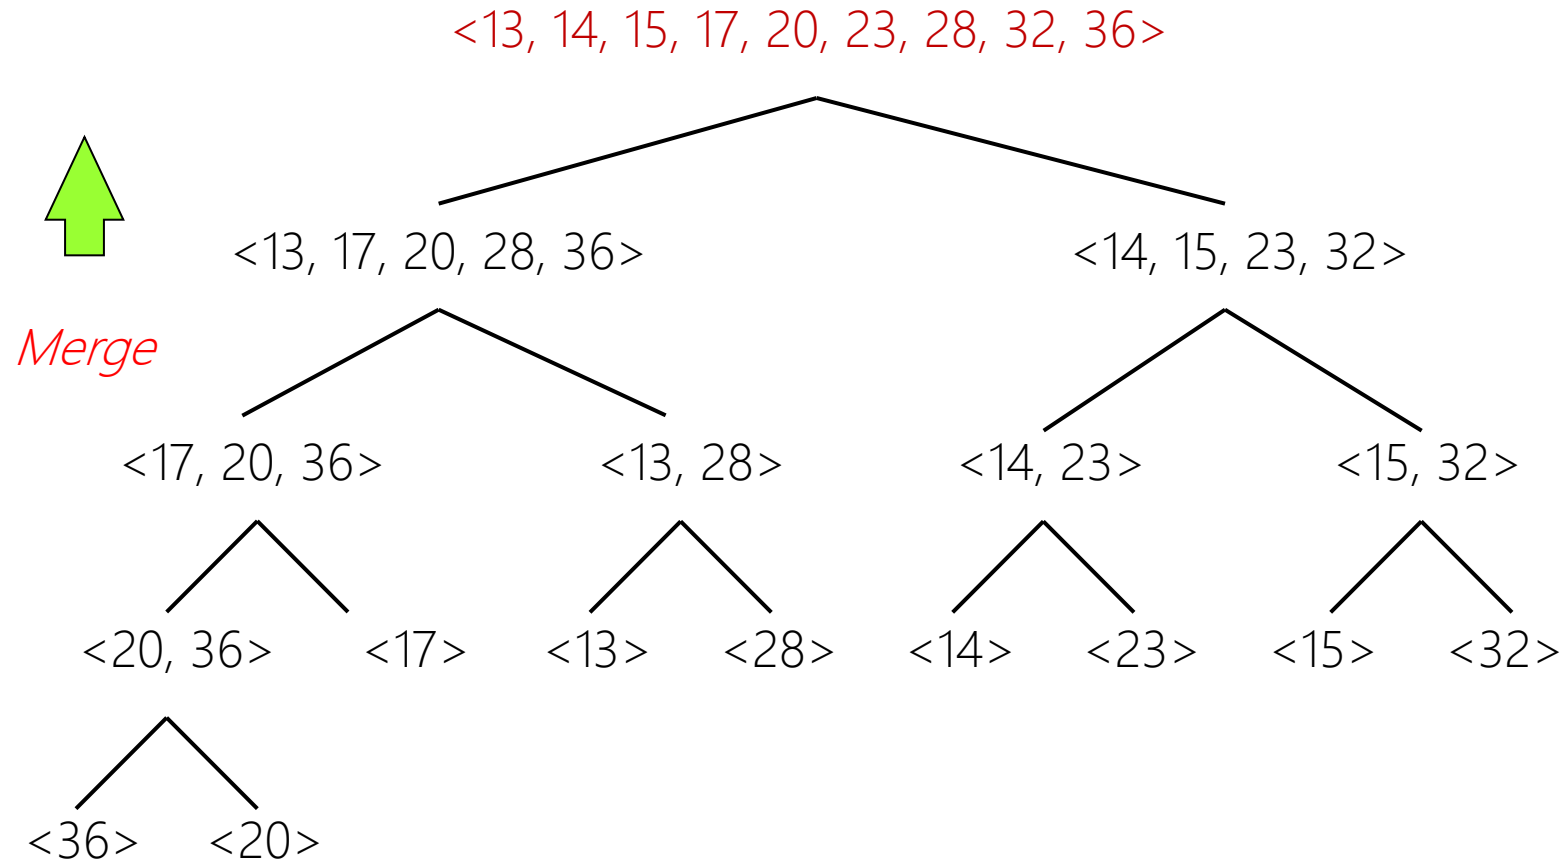 <13, 14, 15, 17, 20, 23, 28, 32, 36>
<13, 17, 20, 28, 36>
<14, 15, 23, 32>
Merge
<17, 20, 36>
<13, 28>
<14, 23>
<15, 32>
<20, 36>
<17>
<13>
<28>
<14>
<23>
<15>
<32>
<36>
<20>